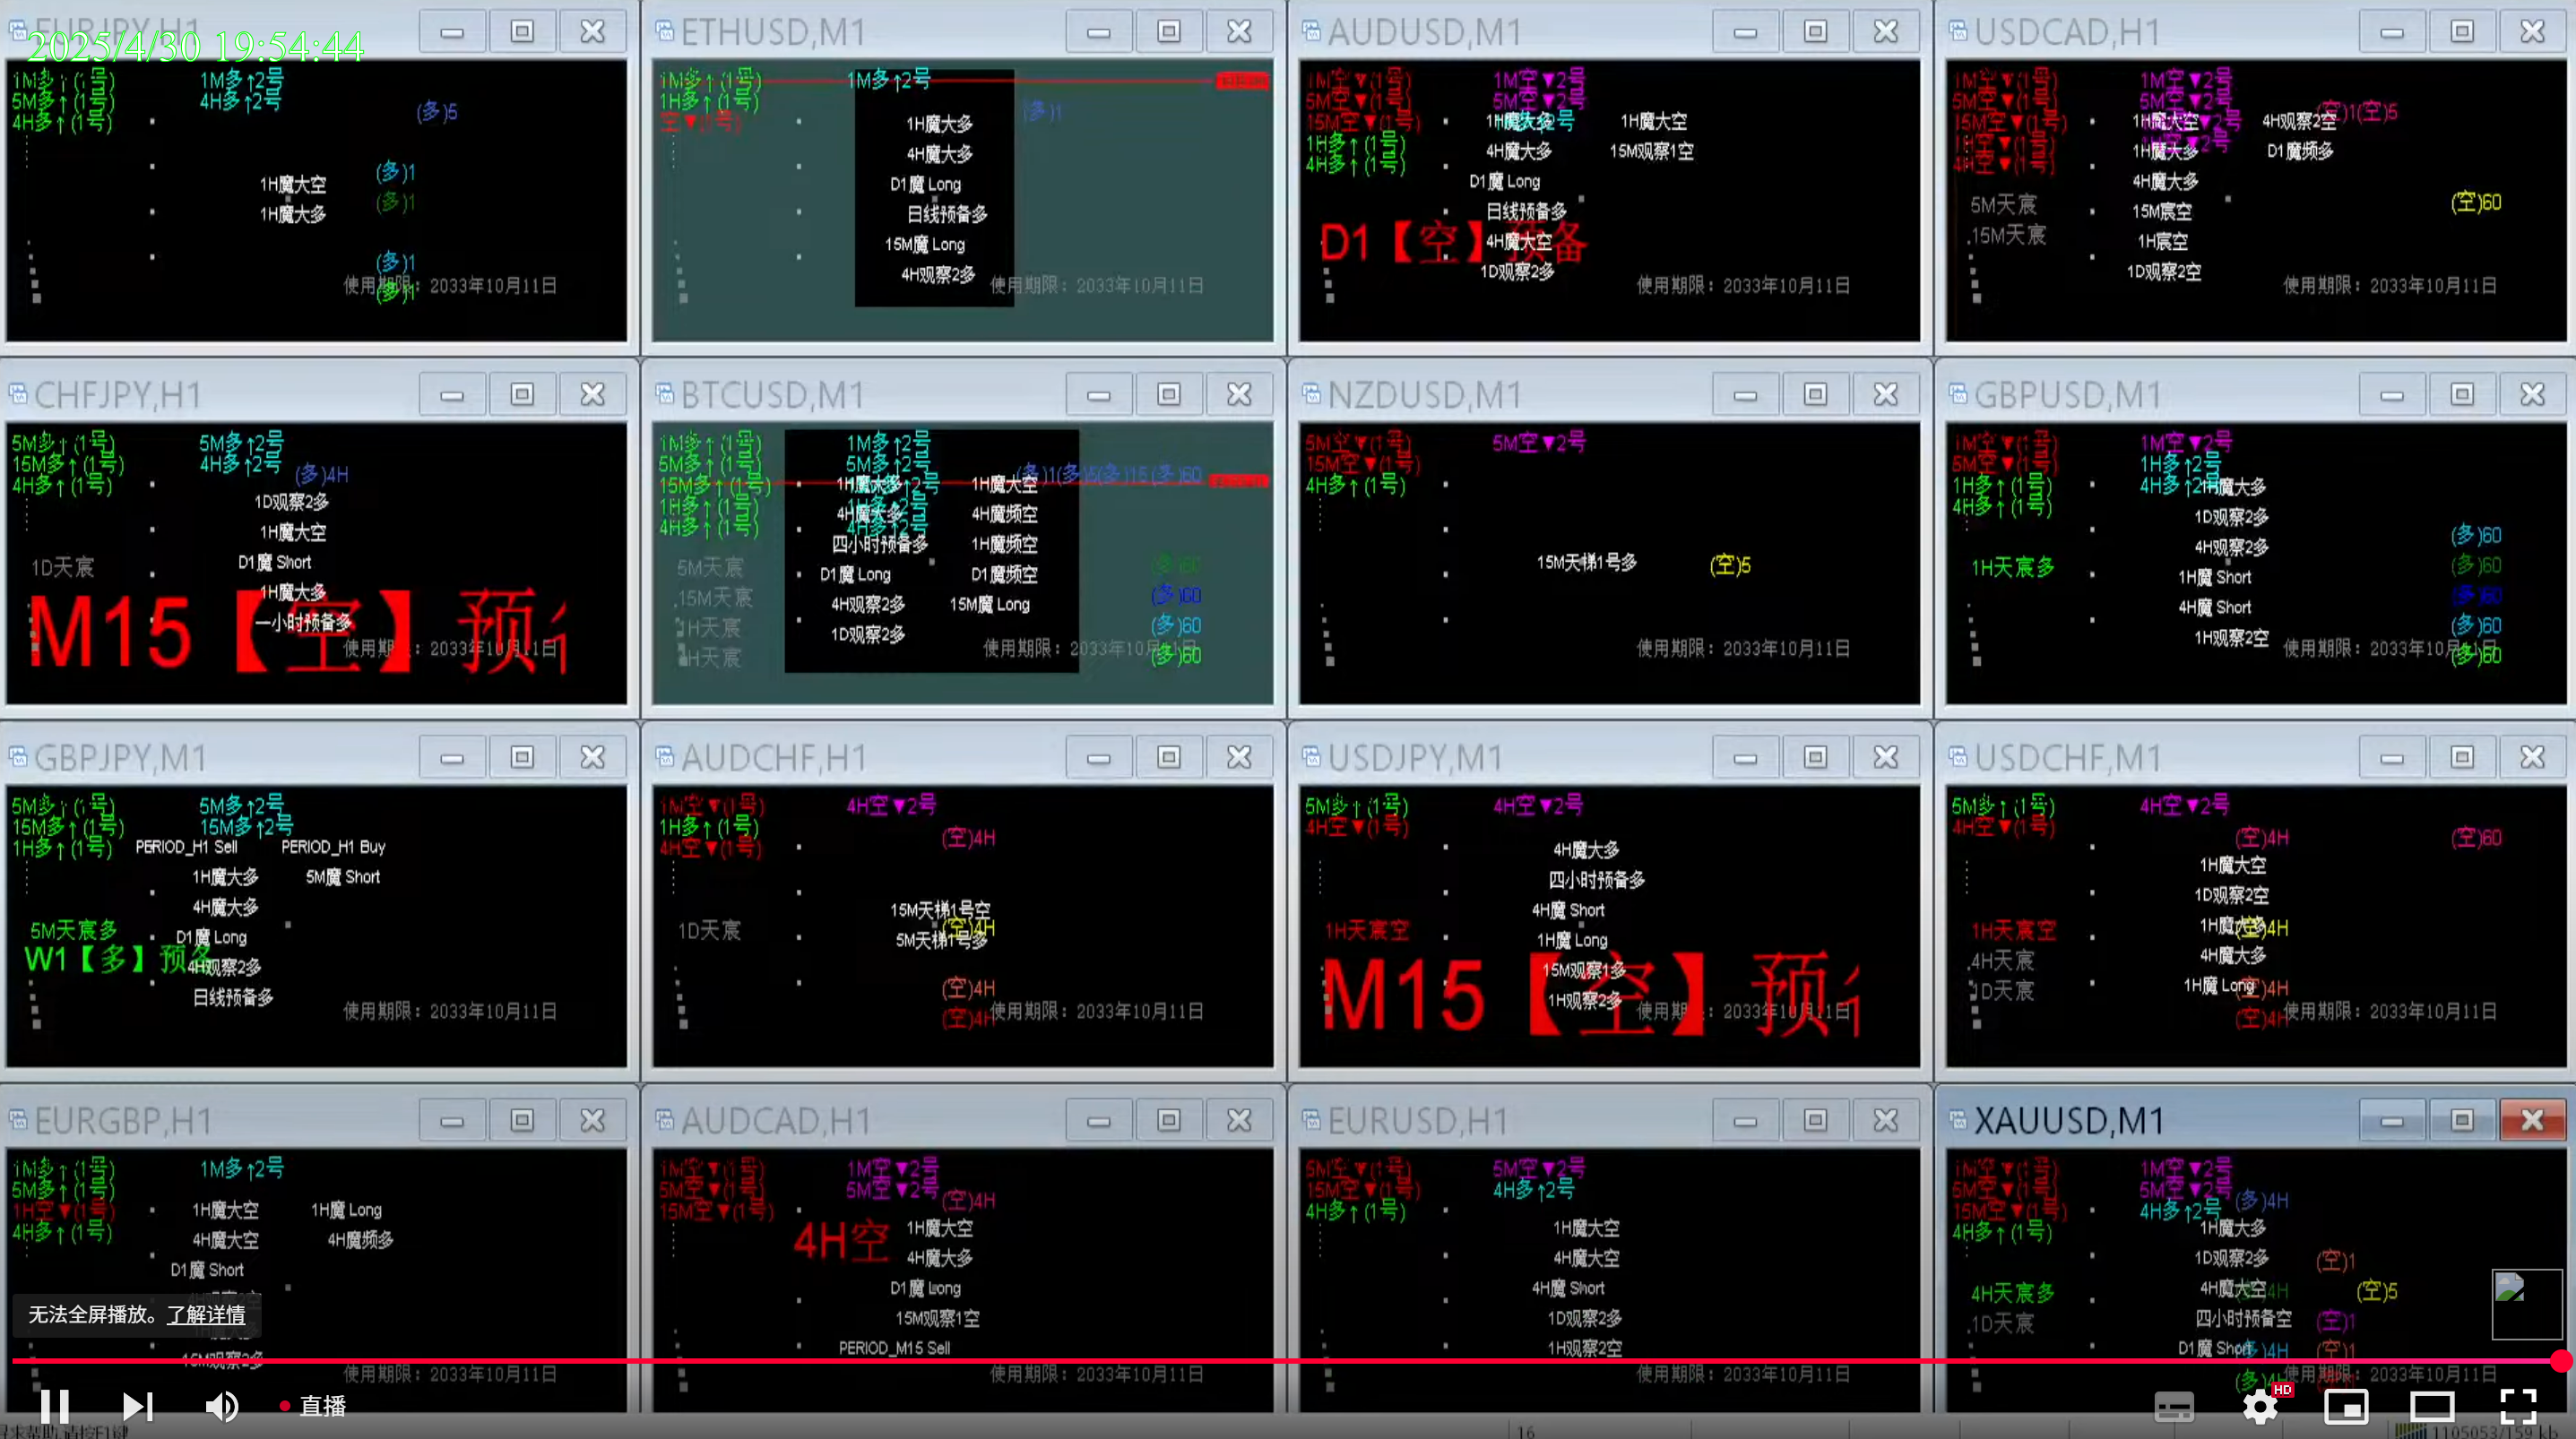 EURJPY,H1
2025/4/30 19:54:44
1M多↑(1号)
1M多↑2号
5M多↑(1号)
4H多↑2号
4H多↑(1号)
(多)5
(多)1
(多)1
1H魔大空
1H魔大多
(多)1
(多)1
使用期限：2033年10月11日
ETHUSD,M1
1M多↑(1号)
1M多↑2号
1H多↑(1号)
空▼(1号)
(多)1
1H魔大多
4H魔大多
D1魔 Long
日线预备多
15M魔 Long
4H观察2多
使用期限：2033年10月11日
AUDUSD,M1
1M空▼(1号)
1M空▼2号
5M空▼(1号)
5M空▼2号
15M空▼(1号)
1H多↑(1号)
4H多↑(1号)
1H魔大多
1H魔大空
4H魔大多
15M观察1空
D1魔 Long
日线预备多
D1【空】预备
4H魔大空
1D观察2多
使用期限：2033年10月11日
USDCAD,H1
1M空▼(1号)
1M空▼2号
5M空▼(1号)
5M空▼2号
15M空▼(1号)
1H空▼(1号)
4H空▼(1号)
(空)1(空)5
1H魔大空
4H观察2空
1H魔大多
D1魔频多
4H魔大多
5M天宸
15M宸空
(空)60
.15M天宸
1H宸空
1D观察2空
使用期限：2033年10月11日
CHFJPY,H1
5M多↑(1号)
5M多↑2号
15M多↑(1号)
4H多↑2号
4H多↑(1号)
(多)4H
1D观察2多
1H魔大空
D1魔 Short
1D天宸
1H魔大多
一小时预备多
M15【空】预
使用期限：2033年10月11日
BTCUSD,M1
1M多↑(1号)
1M多↑2号
5M多↑(1号)
5M多↑2号
15M多↑(1号)
1H多↑(1号)
4H多↑(1号)
4H多↑2号
(多)1(多)5(多)15(多)60
1H魔大多
1H魔大空
4H魔大多
4H魔频空
四小时预备多
1H魔频空
5M天宸
D1魔 Long
D1魔频空
(多)60
.15M天宸
4H观察2多
15M魔 Long
(多)60
1H天宸
1D观察2多
(多)60
4H天宸
(多)60
使用期限：2033年10月11日
NZDUSD,M1
5M空▼(1号)
5M空▼2号
15M空▼(1号)
4H多↑(1号)
15M天梯1号多
(空)5
使用期限：2033年10月11日
GBPUSD,M1
1M空▼(1号)
1M空▼2号
5M空▼(1号)
1H多↑2号
1H多↑(1号)
4H多↑2号
4H多↑(1号)
1H魔大多
1D观察2多
4H观察2多
(多)60
1H天宸多
1H魔 Short
(多)60
4H魔 Short
(多)60
1H观察2空
(多)60
(多)60
使用期限：2033年10月11日
GBPJPY,M1
5M多↑(1号)
5M多↑2号
15M多↑(1号)
15M多↑2号
1H多↑(1号)
PERIOD_H1 Sell
PERIOD_H1 Buy
1H魔大多
5M魔 Short
4H魔大多
5M天宸多
D1魔 Long
W1【多】预备
4H观察2多
日线预备多
使用期限：2033年10月11日
AUDCHF,H1
1M空▼(1号)
4H空▼2号
1H多↑(1号)
4H空▼(1号)
(空)4H
15M天梯1号空
1D天宸
(空)4H
5M天梯1号多
(空)4H
(空)4H
使用期限：2033年10月11日
USDJPY,M1
5M多↑(1号)
4H空▼2号
4H空▼(1号)
4H魔大多
四小时预备多
4H魔 Short
1H天宸空
1H魔 Long
15M观察1多
M15【空】预
1H观察2多
使用期限：2033年10月11日
USDCHF,M1
5M多↑(1号)
4H空▼2号
4H空▼(1号)
(空)4H
(空)60
1H魔大空
1D观察2空
1H天宸空
1H魔大多
(空)4H
.4H天宸
4H魔大多
1D天宸
1H魔 Long
(空)4H
(空)4H
使用期限：2033年10月11日
EURGBP,H1
1M多↑(1号)
1M多↑2号
5M多↑(1号)
1H空▼(1号)
4H多↑(1号)
1H魔大空
1H魔 Long
4H魔大空
4H魔频多
D1魔 Short
4H观察2空
15M观察2多
使用期限：2033年10月11日
AUDCAD,H1
1M空▼(1号)
1M空▼2号
5M空▼(1号)
5M空▼2号
15M空▼(1号)
(空)4H
4H空
1H魔大空
4H魔大多
D1魔 Long
15M观察1空
PERIOD_M15 Sell
使用期限：2033年10月11日
EURUSD,H1
5M空▼(1号)
5M空▼2号
15M空▼(1号)
4H多↑2号
4H多↑(1号)
1H魔大空
4H魔大空
4H魔 Short
1D观察2多
1H观察2空
使用期限：2033年10月11日
XAUUSD,M1
1M空▼(1号)
1M空▼2号
5M空▼(1号)
5M空▼2号
15M空▼(1号)
4H多↑2号
4H多↑(1号)
(多)4H
1H魔大多
1D观察2多
(空)1
4H天宸多
4H魔大空
(空)5
.1D天宸
四小时预备空
(空)1
D1魔 Short
(多)4H
(空)1
使用期限：2033年10月11日
无法全屏播放。了解详情
直播
HD
16
1105053/159 kb